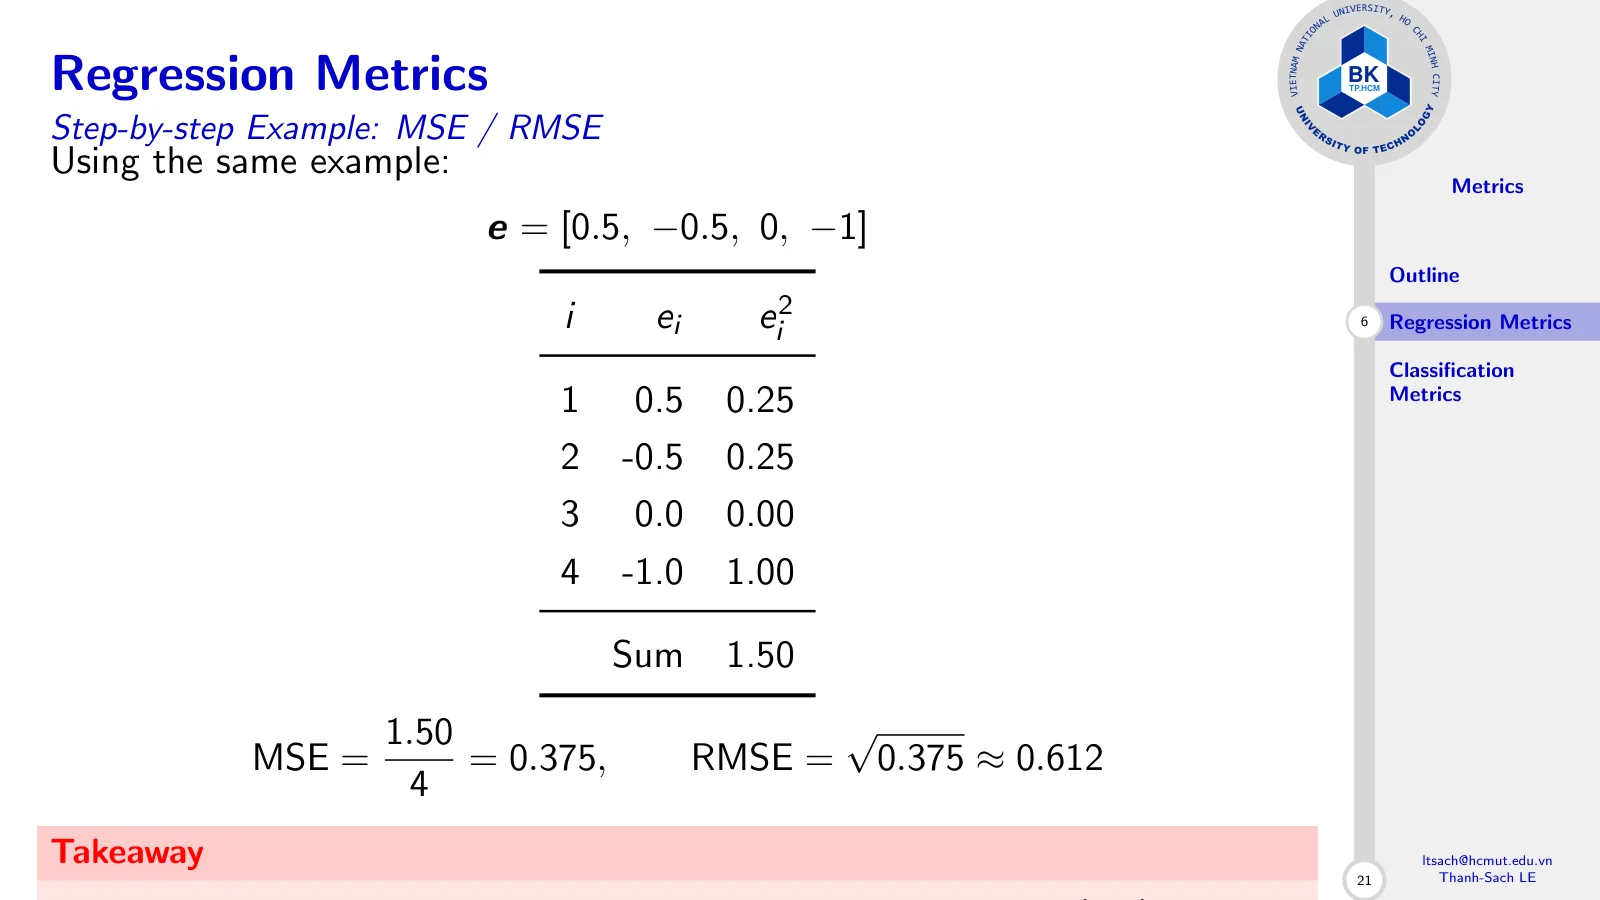 Regression Metrics
Step-by-step Example: MSE / RMSE
Using the same example:
e = [0.5, −0.5, 0, −1]
i eᵢ eᵢ²
1 0.5 0.25
2 -0.5 0.25
3 0.0 0.00
4 -1.0 1.00
Sum 1.50
MSE = 1.50/4 = 0.375, RMSE = √0.375 ≈ 0.612
Takeaway
VIETNAM NATIONAL UNIVERSITY, HO CHI MINH CITY
BK
TP.HCM
UNIVERSITY OF TECHNOLOGY
Metrics
Outline
6 Regression Metrics
Classification
Metrics
ltsach@hcmut.edu.vn
Thanh-Sach LE
21